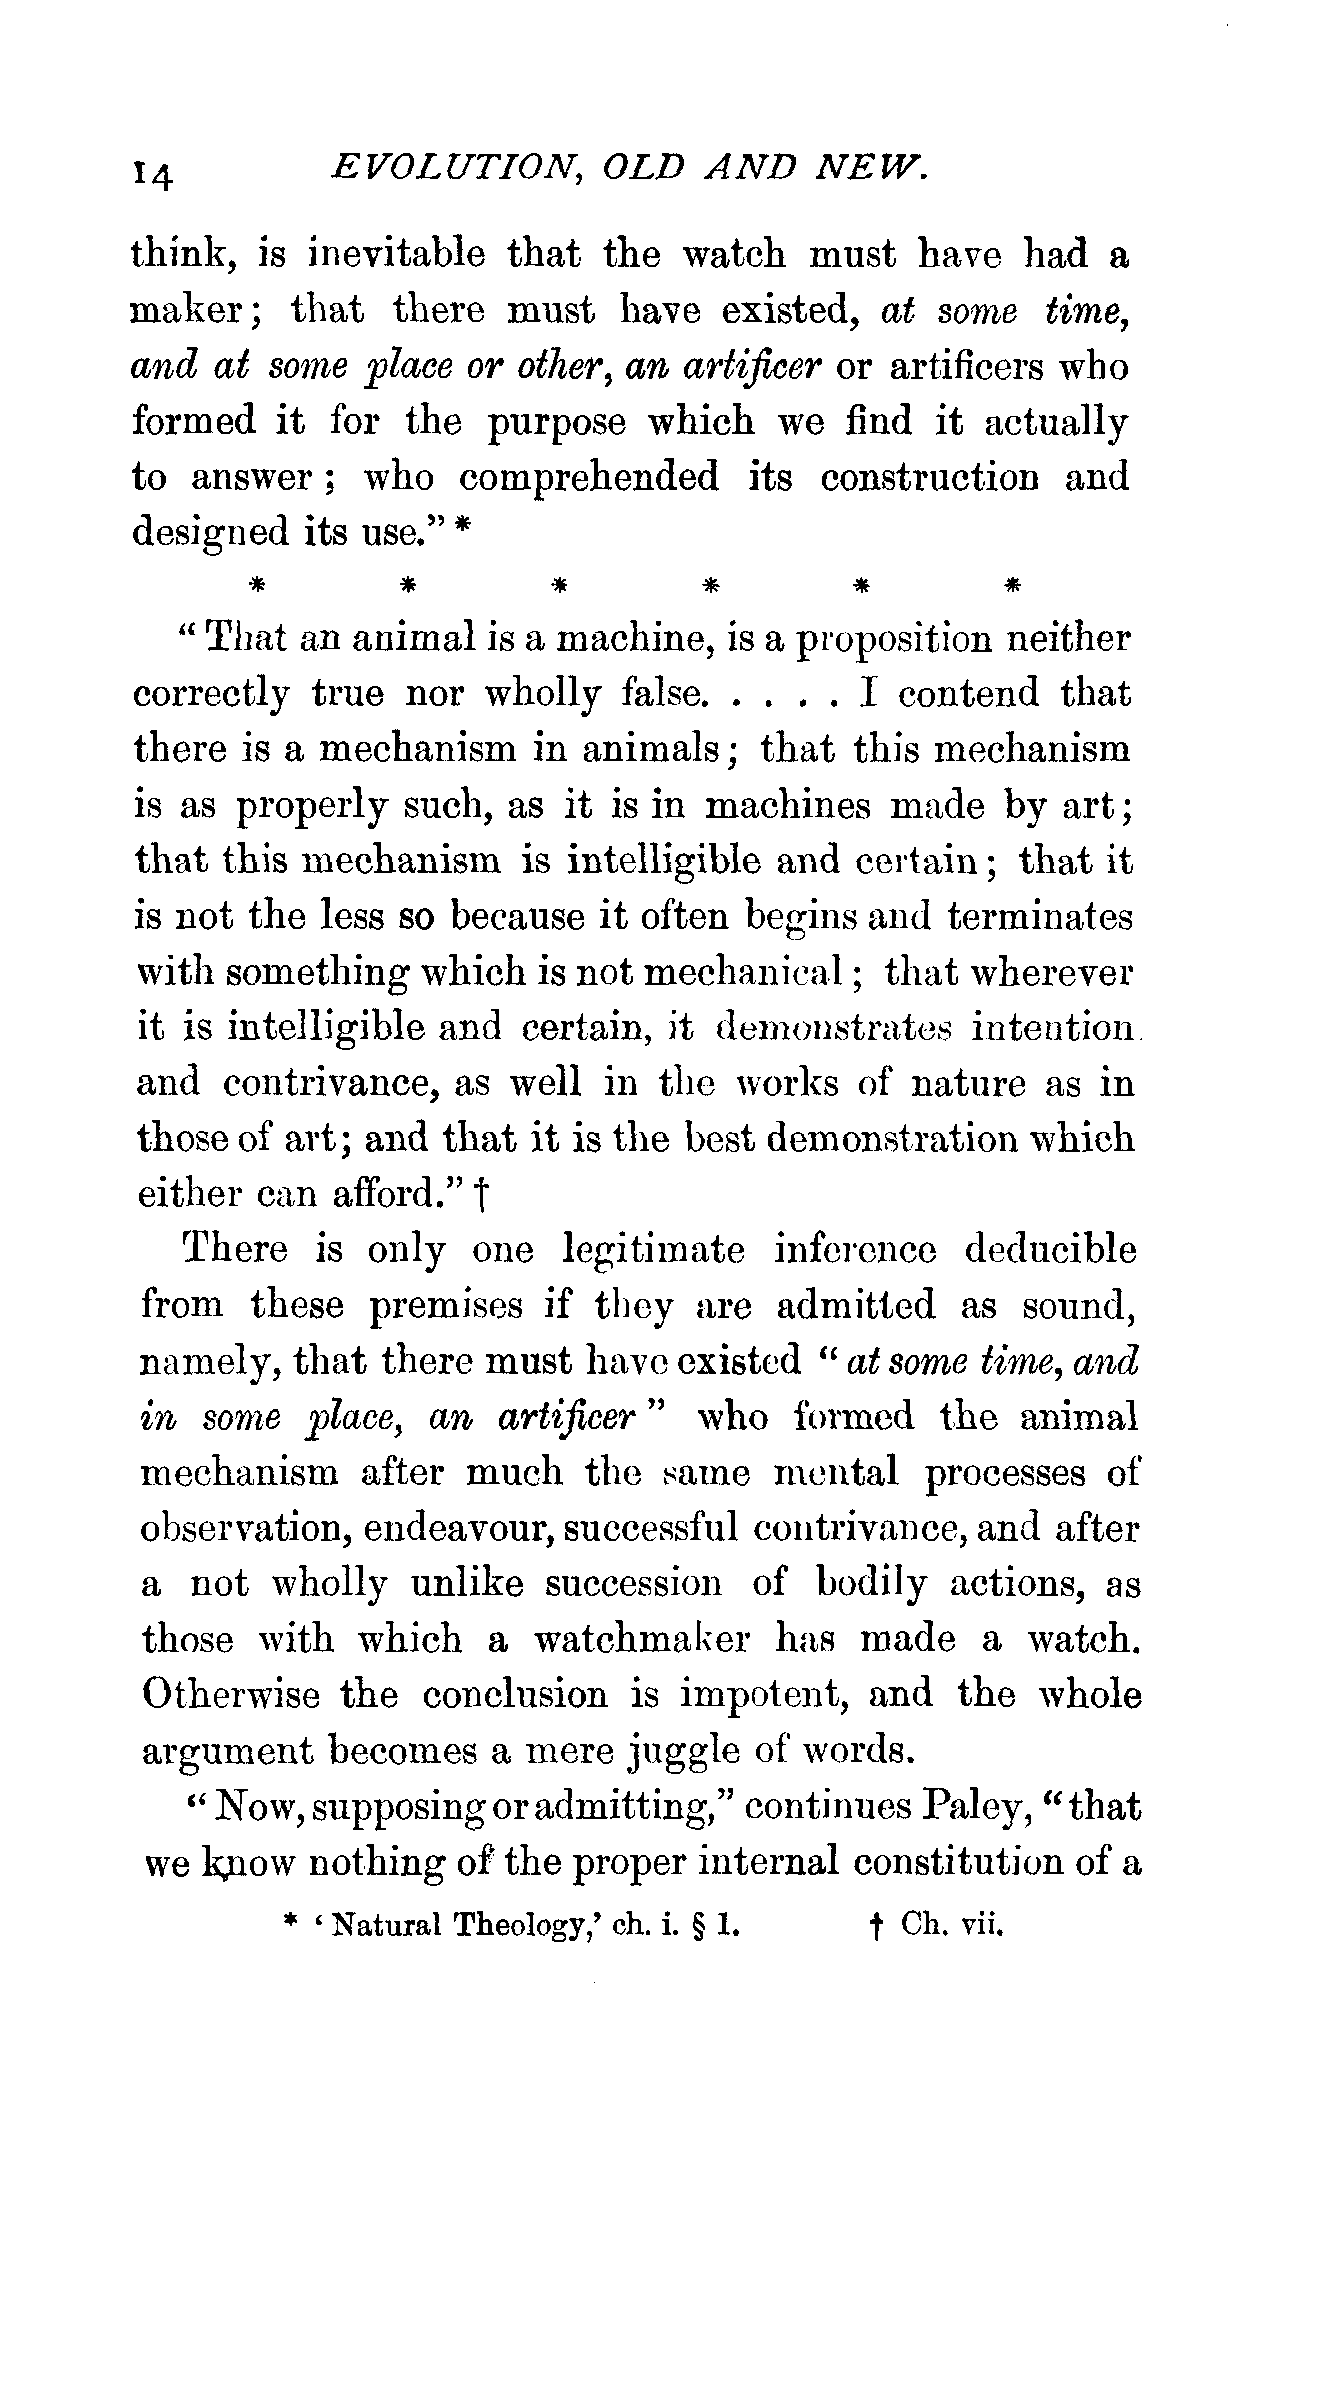 14 EVOLUTION, OLD AND NEW.
think, is inevitable that the watch must have had a
maker; that there must have existed, at some time,
and at some place or other, an artificer or artificers who
formed it for the purpose which we find it actually
to answer; who comprehended its construction and
designed its use." *
* * * * * *
"That an animal is a machine, is a proposition neither
correctly true nor wholly false. . . . . I contend that
there is a mechanism in animals; that this mechanism
is as properly such, as it is in machines made by art;
that this mechanism is intelligible and certain; that it
is not the less so because it often begins and terminates
with something which is not mechanical; that wherever
it is intelligible and certain, it demonstrates intention
and contrivance, as well in the works of nature as in
those of art; and that it is the best demonstration which
either can afford." †
There is only one legitimate inference deducible
from these premises if they are admitted as sound,
namely, that there must have existed "at some time, and
in some place, an artificer" who formed the animal
mechanism after much the same mental processes of
observation, endeavour, successful contrivance, and after
a not wholly unlike succession of bodily actions, as
those with which a watchmaker has made a watch.
Otherwise the conclusion is impotent, and the whole
argument becomes a mere juggle of words.
"Now, supposing or admitting," continues Paley, "that
we know nothing of the proper internal constitution of a
* 'Natural Theology,' ch. i. § 1. † Ch. vii.